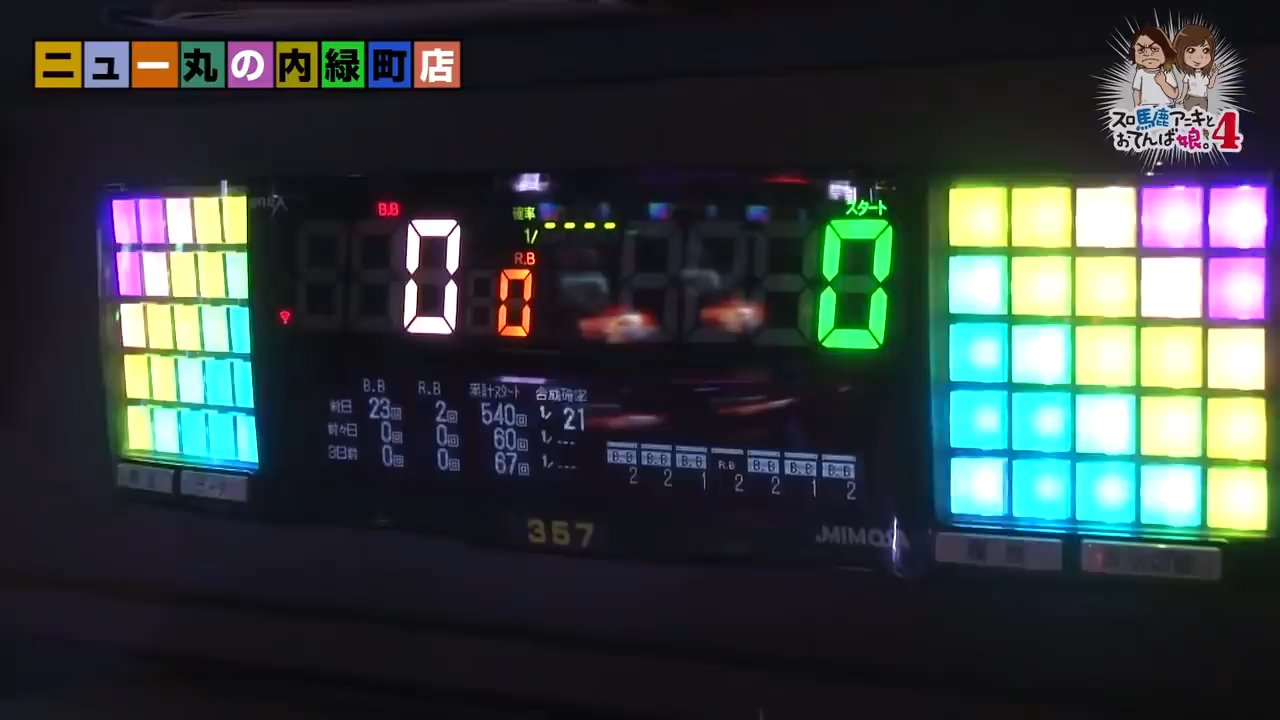 ニュー丸の内緑町店
スロ馬鹿アニキと
おてんば娘。4
B.B
0
確率
1/
R.B
0
スタート
0
B.B R.B 累計スタート 合成確率
前日 23回 2回 540回 1/ 21
前々日 0回 0回 60回 1/ ---
3日前 0回 0回 67回 1/ ---
B.B B.B B.B R.B B.B B.B B.B
2 2 1 2 2 1 2
357
MIMOSA